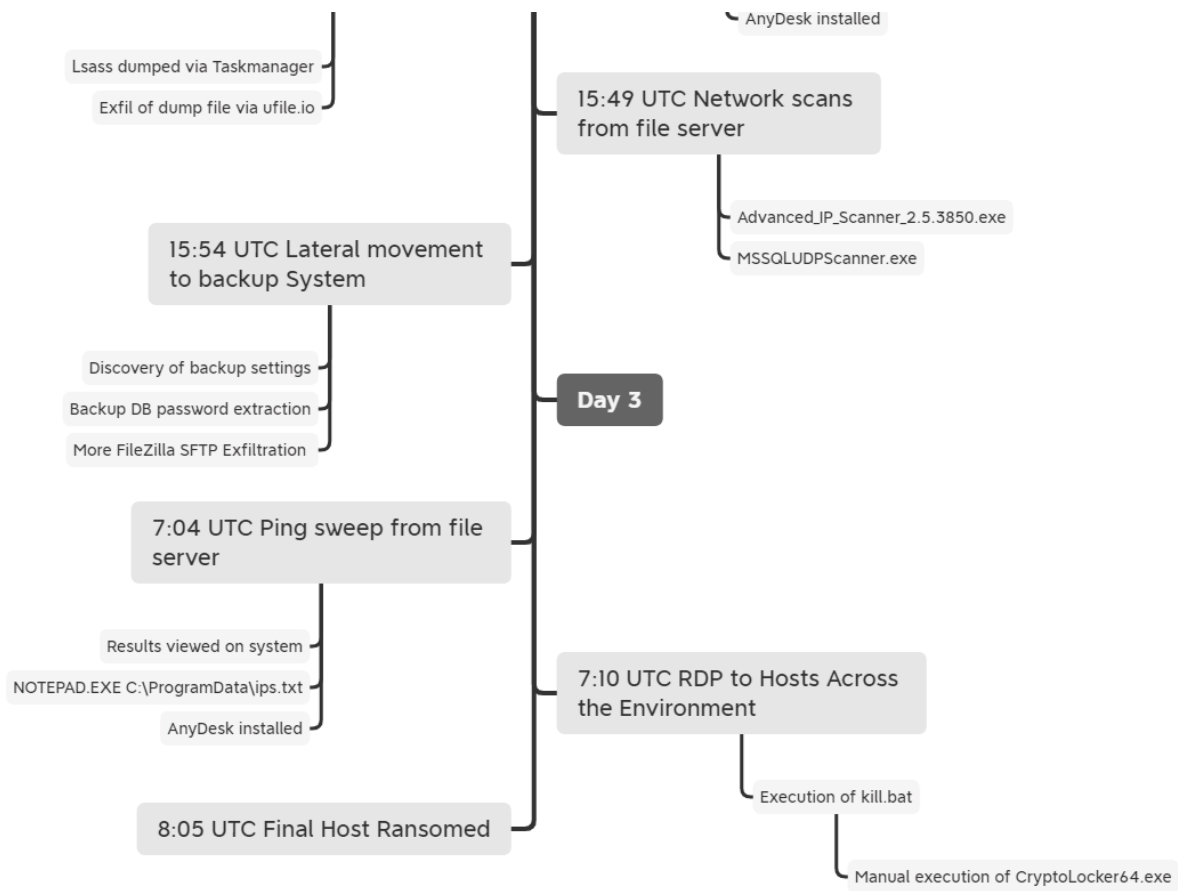 AnyDesk installed
Lsass dumped via Taskmanager
Exfil of dump file via ufile.io
15:49 UTC Network scans
from file server
Advanced_IP_Scanner_2.5.3850.exe
MSSQLUDPScanner.exe
15:54 UTC Lateral movement
to backup System
Discovery of backup settings
Backup DB password extraction
More FileZilla SFTP Exfiltration
Day 3
7:04 UTC Ping sweep from file
server
Results viewed on system
NOTEPAD.EXE C:\ProgramData\ips.txt
AnyDesk installed
7:10 UTC RDP to Hosts Across
the Environment
Execution of kill.bat
Manual execution of CryptoLocker64.exe
8:05 UTC Final Host Ransomed